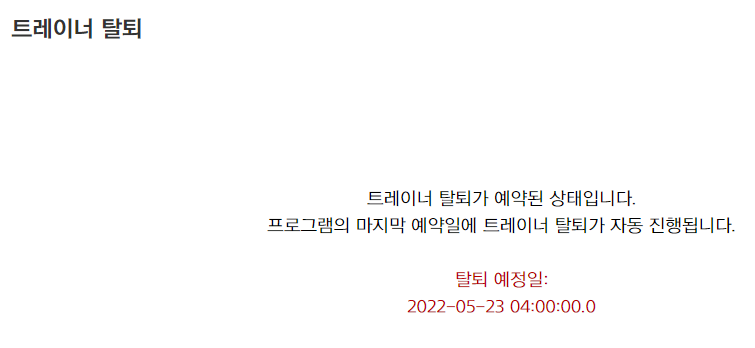 트레이너 탈퇴
트레이너 탈퇴가 예약된 상태입니다.
프로그램의 마지막 예약일에 트레이너 탈퇴가 자동 진행됩니다.
탈퇴 예정일:
2022-05-23 04:00:00.0